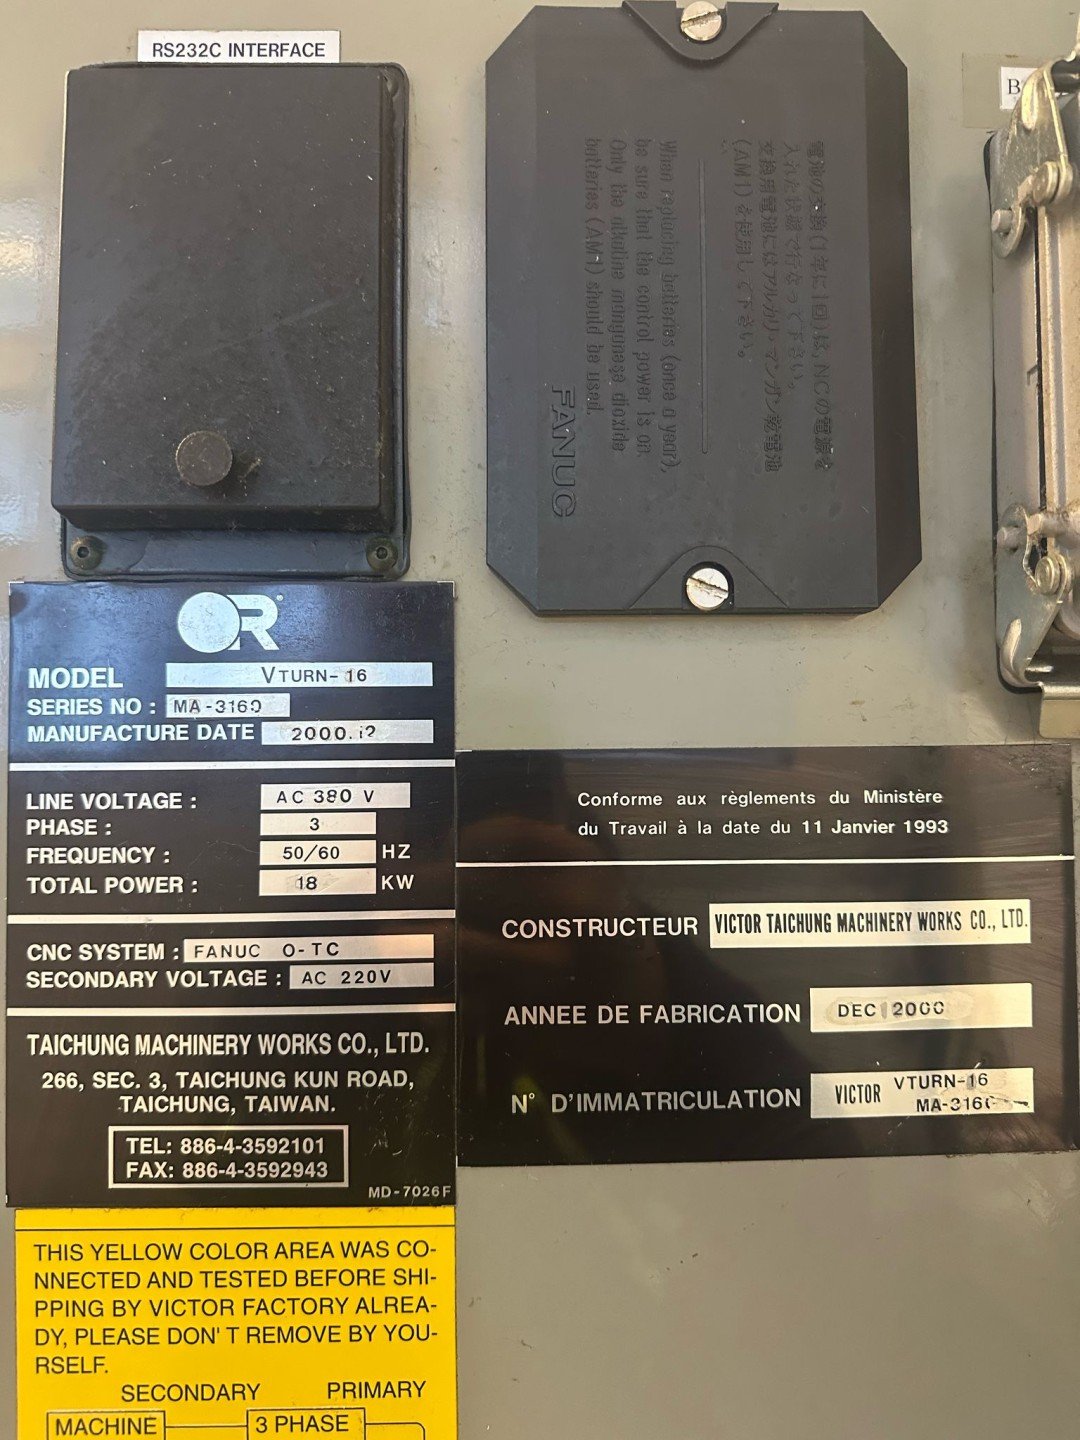 RS232C INTERFACE
B
電池の交換(1年に1回)は、NCの電源を
入れた状態で行なって下さい。
交換用電池にはアルカリ・マンガン乾電池
(AM1)を使用して下さい。
When replacing batteries (once a year),
be sure that the control power is on.
Only the alkaline manganese dioxide
batteries (AM1) should be used.
FANUC
R®
MODEL VTURN-16
SERIES NO : MA-3160
MANUFACTURE DATE 2000.12
LINE VOLTAGE : AC 380 V
PHASE : 3
FREQUENCY : 50/60 HZ
TOTAL POWER : 18 KW
CNC SYSTEM : FANUC O-TC
SECONDARY VOLTAGE : AC 220V
TAICHUNG MACHINERY WORKS CO., LTD.
266, SEC. 3, TAICHUNG KUN ROAD,
TAICHUNG, TAIWAN.
TEL: 886-4-3592101
FAX: 886-4-3592943
MD-7026F
Conforme aux règlements du Ministère
du Travail à la date du 11 Janvier 1993
CONSTRUCTEUR VICTOR TAICHUNG MACHINERY WORKS CO., LTD.
ANNEE DE FABRICATION DEC 2000
N° D'IMMATRICULATION VICTOR VTURN-16
MA-3160
THIS YELLOW COLOR AREA WAS CO-
NNECTED AND TESTED BEFORE SHI-
PPING BY VICTOR FACTORY ALREA-
DY, PLEASE DON'T REMOVE BY YOU-
RSELF.
SECONDARY PRIMARY
MACHINE 3 PHASE